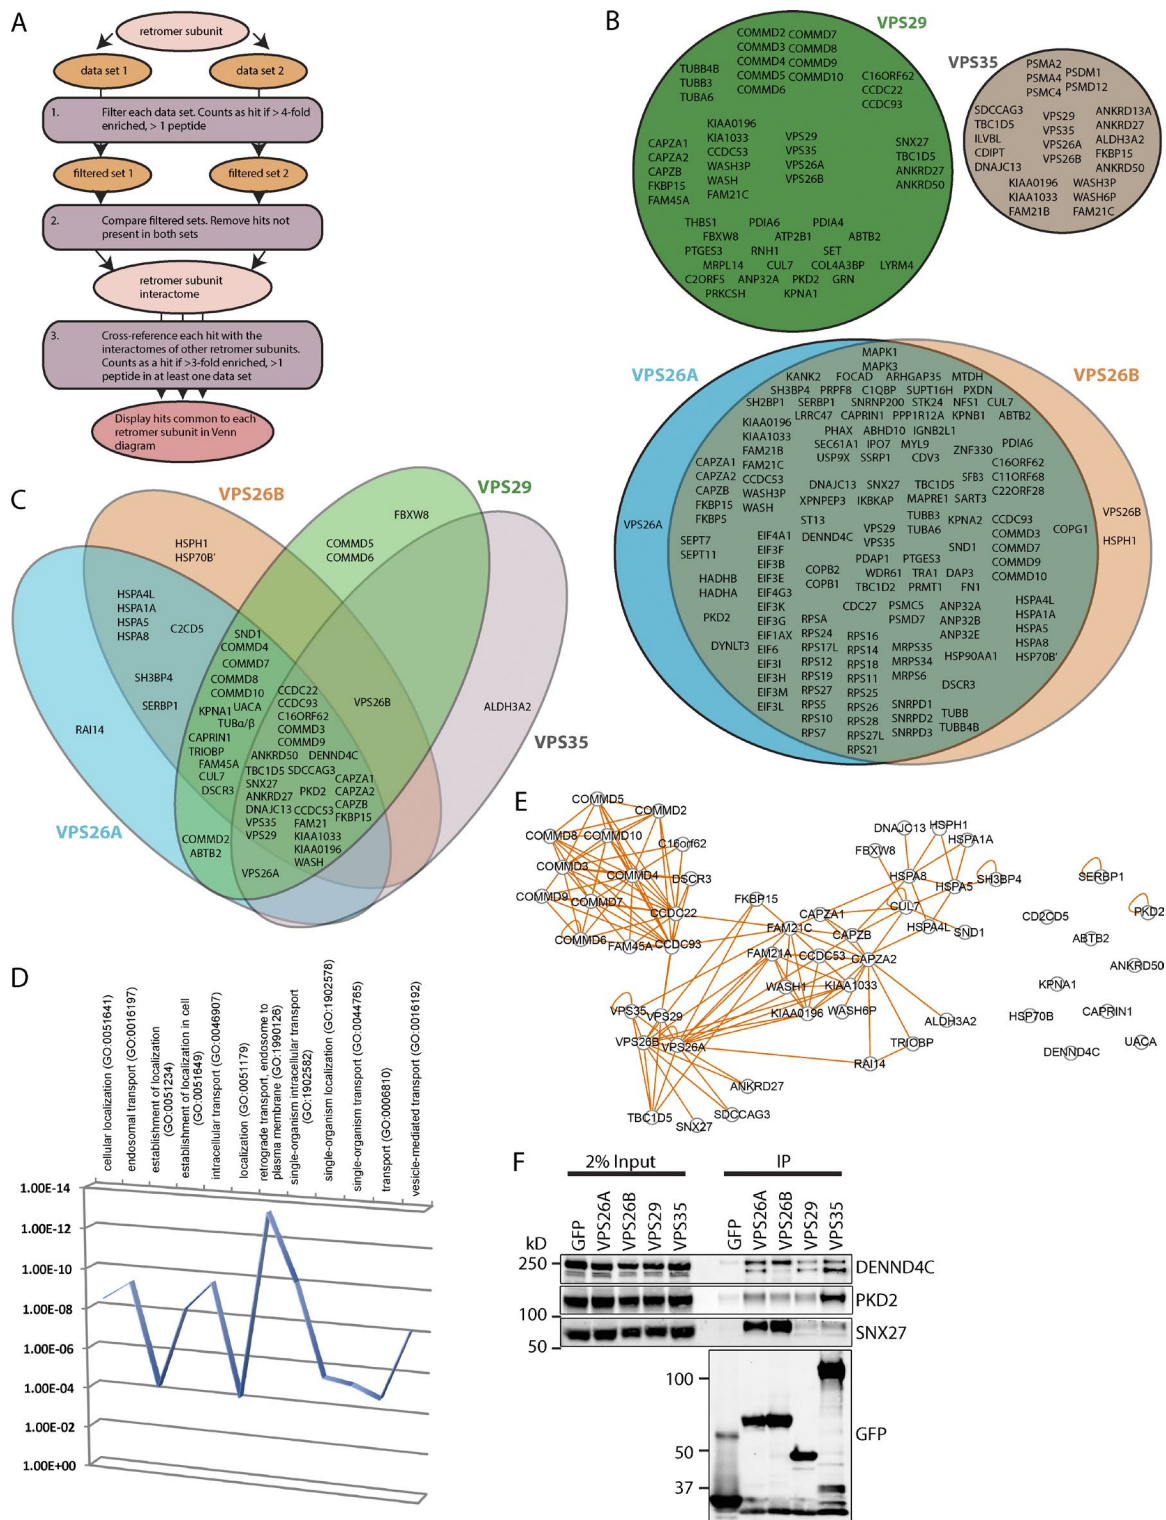 A
retromer subunit
data set 1
data set 2
1. Filter each data set. Counts as hit if > 4-fold
enriched, > 1 peptide
filtered set 1
filtered set 2
2. Compare filtered sets. Remove hits not
present in both sets
retromer subunit
interactome
3. Cross-reference each hit with the
interactomes of other retromer subunits.
Counts as a hit if >3-fold enriched, >1
peptide in at least one data set
Display hits common to each
retromer subunit in Venn
diagram
B
VPS29
COMMD2 COMMD7
COMMD3 COMMD8
COMMD4 COMMD9
COMMD5 COMMD10
COMMD6
TUBB4B
TUBB3
TUBA6
C16ORF62
CCDC22
CCDC93
KIAA0196
KIA1033
CCDC53
WASH3P
WASH
FAM21C
VPS29
VPS35
VPS26A
VPS26B
CAPZA1
CAPZA2
CAPZB
FKBP15
FAM45A
SNX27
TBC1D5
ANKRD27
ANKRD50
THBS1 PDIA6 PDIA4
FBXW8 ATP2B1 ABTB2
PTGES3 RNH1 SET
MRPL14 CUL7 COL4A3BP LYRM4
C2ORF5 ANP32A PKD2 GRN
PRKCSH KPNA1
VPS35
PSMA2
PSMA4 PSDM1
PSMC4 PSMD12
SDCCAG3
TBC1D5
ILVBL
CDIPT
DNAJC13
VPS29
VPS35
VPS26A
VPS26B
ANKRD13A
ANKRD27
ALDH3A2
FKBP15
ANKRD50
KIAA0196 WASH3P
KIAA1033 WASH6P
FAM21B FAM21C
VPS26A
VPS26B
MAPK1
MAPK3
KANK2 FOCAD ARHGAP35 MTDH
SH3BP4 PRPF8 C1QBP SUPT16H PXDN
SH2BP1 SERBP1 SNRNP200 STK24 NFS1 CUL7
LRRC47 CAPRIN1 PPP1R12A KPNB1 ABTB2
PHAX ABHD10 IGNB2L1
SEC61A1 IPO7 MYL9 ZNF330 PDIA6
USP9X SSRP1 CDV3
KIAA0196
KIAA1033
FAM21B
FAM21C
CCDC53
WASH3P
WASH
CAPZA1
CAPZA2
CAPZB
FKBP15
FKBP5
C16ORF62
C11ORF68
C22ORF28
DNAJC13 SNX27 TBC1D5 SFB3
XPNPEP3 IKBKAP MAPRE1 SART3
ST13 TUBB3 KPNA2
DENND4C VPS29 TUBA6
VPS35 SND1
VPS26A
SEPT7
SEPT11
CCDC93
COMMD3
COMMD7
COMMD9
COMMD10
COPG1
VPS26B
HSPH1
PDAP1 PTGES3
COPB2 WDR61 TRA1 DAP3
COPB1 TBC1D2 PRMT1 FN1
HADHB
HADHA
PKD2
DYNLT3
EIF4A1
EIF3F
EIF3B
EIF3E
EIF4G3
EIF3K
EIF3G
EIF1AX
EIF6
EIF3I
EIF3H
EIF3M
EIF3L
CDC27 PSMC5
PSMD7
ANP32A
ANP32B
ANP32E
HSPA4L
HSPA1A
HSPA5
HSPA8
HSP70B'
RPSA
RPS24
RPS17L
RPS12
RPS19
RPS27
RPS5
RPS10
RPS7
RPS16
RPS14
RPS18
RPS11
RPS25
RPS26
RPS28
RPS27L
RPS21
MRPS35
MRPS34
MRPS6
HSP90AA1
DSCR3
SNRPD1
SNRPD2
SNRPD3
TUBB
TUBB4B
C
VPS26B
VPS29
VPS26A
VPS35
FBXW8
HSPH1
HSP70B'
COMMD5
COMMD6
HSPA4L
HSPA1A
HSPA5
HSPA8
C2CD5
SH3BP4
SERBP1
RAI14
ALDH3A2
VPS26B
SND1
COMMD4
COMMD7
COMMD8
COMMD10
KPNA1 UACA
TUBα/β
CAPRIN1
TRIOBP
FAM45A
CUL7
DSCR3
CCDC22
CCDC93
C16ORF62
COMMD3
COMMD9
ANKRD50 DENND4C
TBC1D5 SDCCAG3
SNX27
ANKRD27
DNAJC13
VPS35
VPS29
PKD2
CAPZA1
CAPZA2
CAPZB
FKBP15
CCDC53
FAM21
KIAA1033
KIAA0196
WASH
COMMD2
ABTB2
VPS26A
D
cellular localization (GO:0051641)
endosomal transport (GO:0016197)
establishment of localization
(GO:0051234)
establishment of localization in cell
(GO:0051649)
intracellular transport (GO:0046907)
localization (GO:0051179)
retrograde transport, endosome to
plasma membrane (GO:1990126)
single-organism intracellular transport
(GO:1902582)
single-organism localization (GO:1902578)
single-organism transport (GO:0044765)
transport (GO:0006810)
vesicle-mediated transport (GO:0016192)
1.00E-14
1.00E-12
1.00E-10
1.00E-08
1.00E-06
1.00E-04
1.00E-02
1.00E+00
E
COMMD5
COMMD2
COMMD8
COMMD10
C16orf62
COMMD3
COMMD4
DSCR3
COMMD9
COMMD7
CCDC22
COMMD6
FAM45A
CCDC93
FKBP15
DNAJC13
HSPH1
HSPA1A
FBXW8
HSPA8
HSPA5
SH3BP4
CUL7
CAPZA1
FAM21C
CAPZB
HSPA4L
SND1
FAM21A
CCDC53
CAPZA2
WASH1
KIAA1033
KIAA0196
WASH6P
ALDH3A2
TRIOBP
RAI14
VPS35
VPS29
VPS26B
VPS26A
ANKRD27
SDCCAG3
TBC1D5
SNX27
SERBP1
PKD2
CD2CD5
ABTB2
ANKRD50
KPNA1
HSP70B
CAPRIN1
DENND4C
UACA
F
2% Input
IP
GFP
VPS26A
VPS26B
VPS29
VPS35
GFP
VPS26A
VPS26B
VPS29
VPS35
kD
250
DENND4C
PKD2
100
SNX27
50
100
GFP
50
37